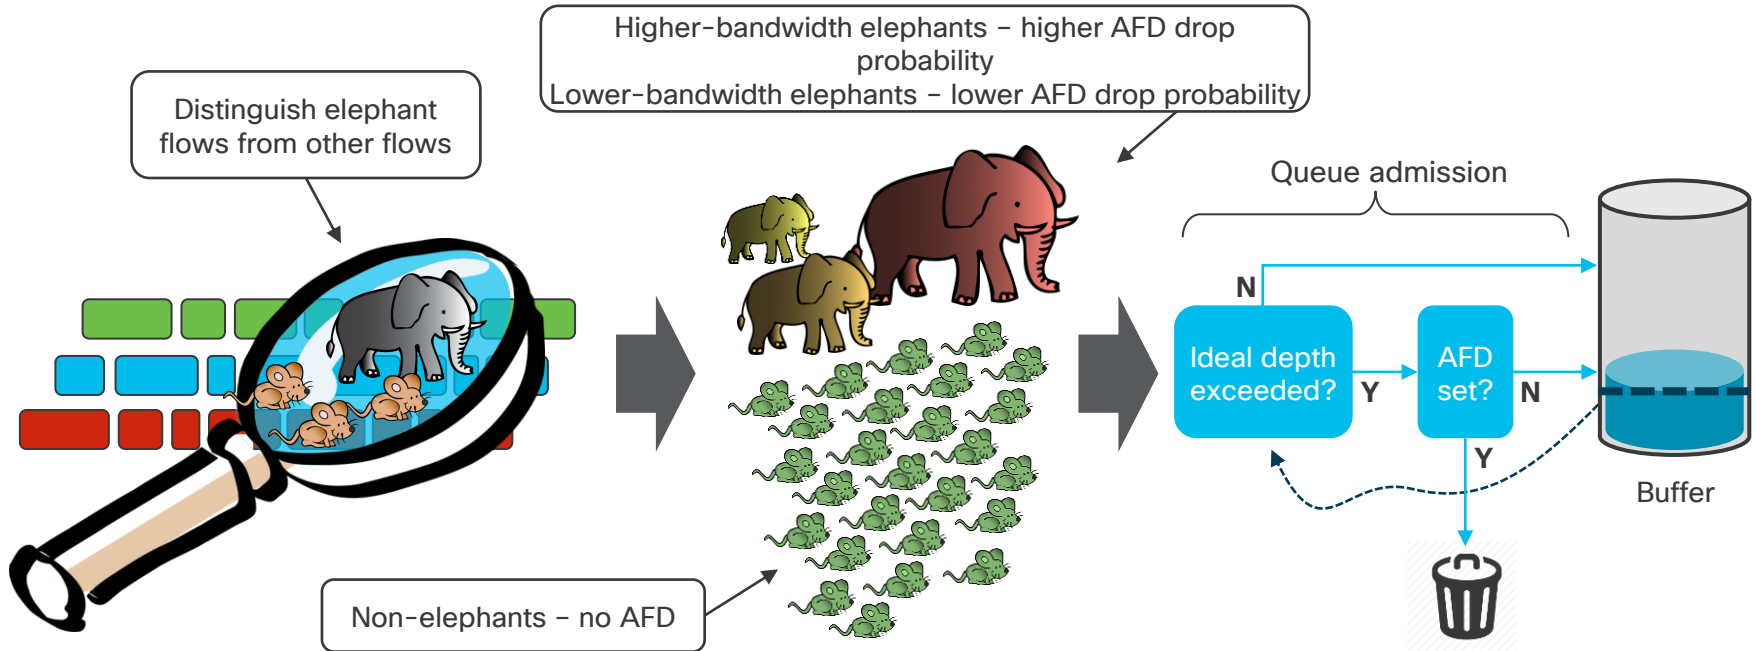 Higher-bandwidth elephants – higher AFD drop
probability
Lower-bandwidth elephants – lower AFD drop probability
Distinguish elephant
flows from other flows
Queue admission
N
Ideal depth
exceeded?
Y
AFD
set?
N
Y
Buffer
Non-elephants – no AFD